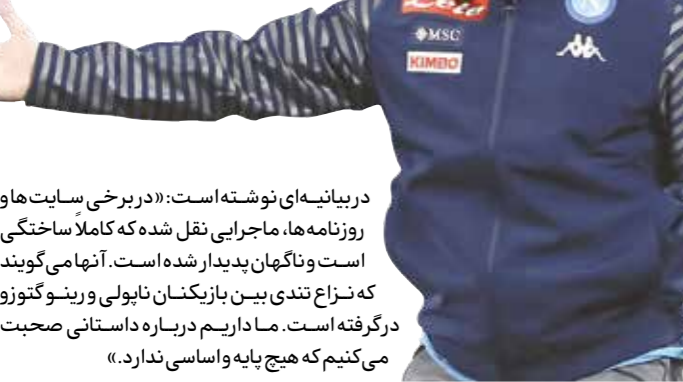 Lete
MSC
KIMBO
N
در بیانیه‌ای نوشته است: «در برخی سایت‌ها و
روزنامه‌ها، ماجرایی نقل شده که کاملاً ساختگی
است و ناگهان پدیدار شده است. آنها می‌گویند
که نزاع تندی بین بازیکنان ناپولی و رینو گتوزو
درگرفته است. ما داریم درباره داستانی صحبت
می‌کنیم که هیچ پایه و اساسی ندارد.»